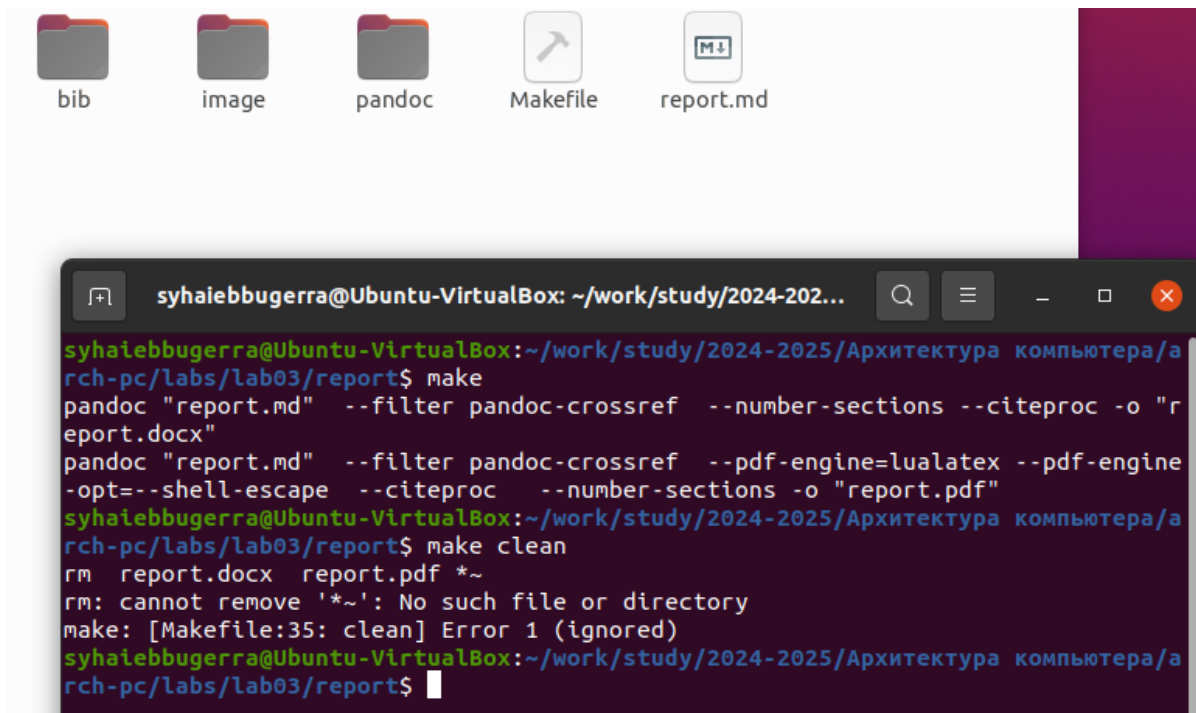 bib image pandoc Makefile report.md
M↓
syhaiebbugerra@Ubuntu-VirtualBox: ~/work/study/2024-202...
syhaiebbugerra@Ubuntu-VirtualBox:~/work/study/2024-2025/Архитектура компьютера/a
rch-pc/labs/lab03/report$ make
pandoc "report.md"  --filter pandoc-crossref  --number-sections --citeproc -o "r
eport.docx"
pandoc "report.md"  --filter pandoc-crossref  --pdf-engine=lualatex --pdf-engine
-opt=--shell-escape  --citeproc   --number-sections -o "report.pdf"
syhaiebbugerra@Ubuntu-VirtualBox:~/work/study/2024-2025/Архитектура компьютера/a
rch-pc/labs/lab03/report$ make clean
rm  report.docx  report.pdf *~
rm: cannot remove '*~': No such file or directory
make: [Makefile:35: clean] Error 1 (ignored)
syhaiebbugerra@Ubuntu-VirtualBox:~/work/study/2024-2025/Архитектура компьютера/a
rch-pc/labs/lab03/report$